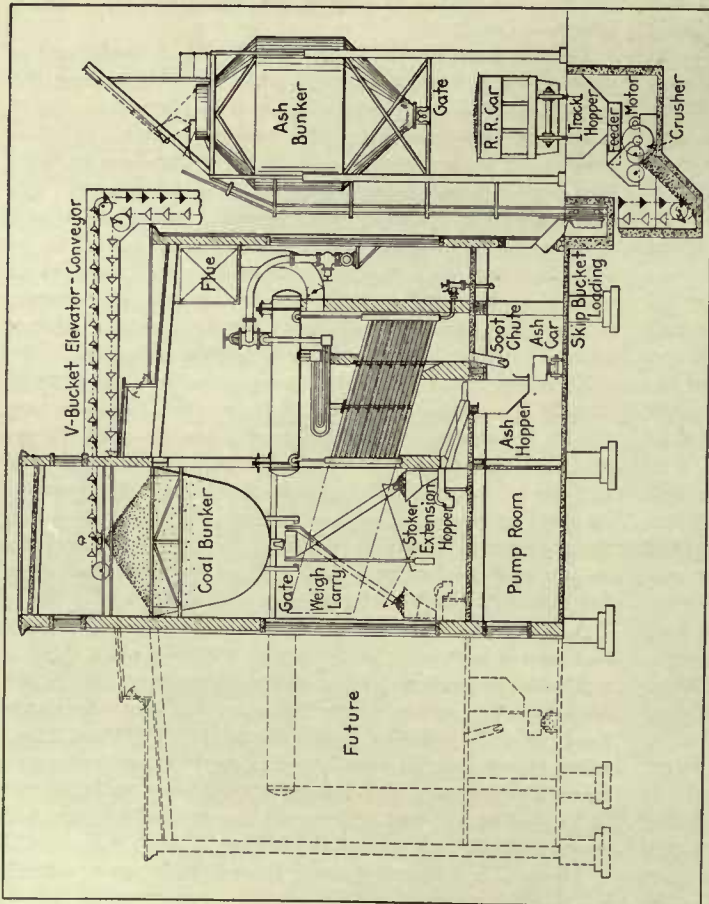 V-Bucket Elevator-Conveyor
Ash
Bunker
Gate
R. R. Car
Track
Hopper
Feeder
Motor
Crusher
Flue
Coal Bunker
Gate
Weigh
Larry
Stoker
Extension
Hopper
Soot
Chute
Ash
Car
Ash
Hopper
Skip Bucket
Loading
Pump Room
Future